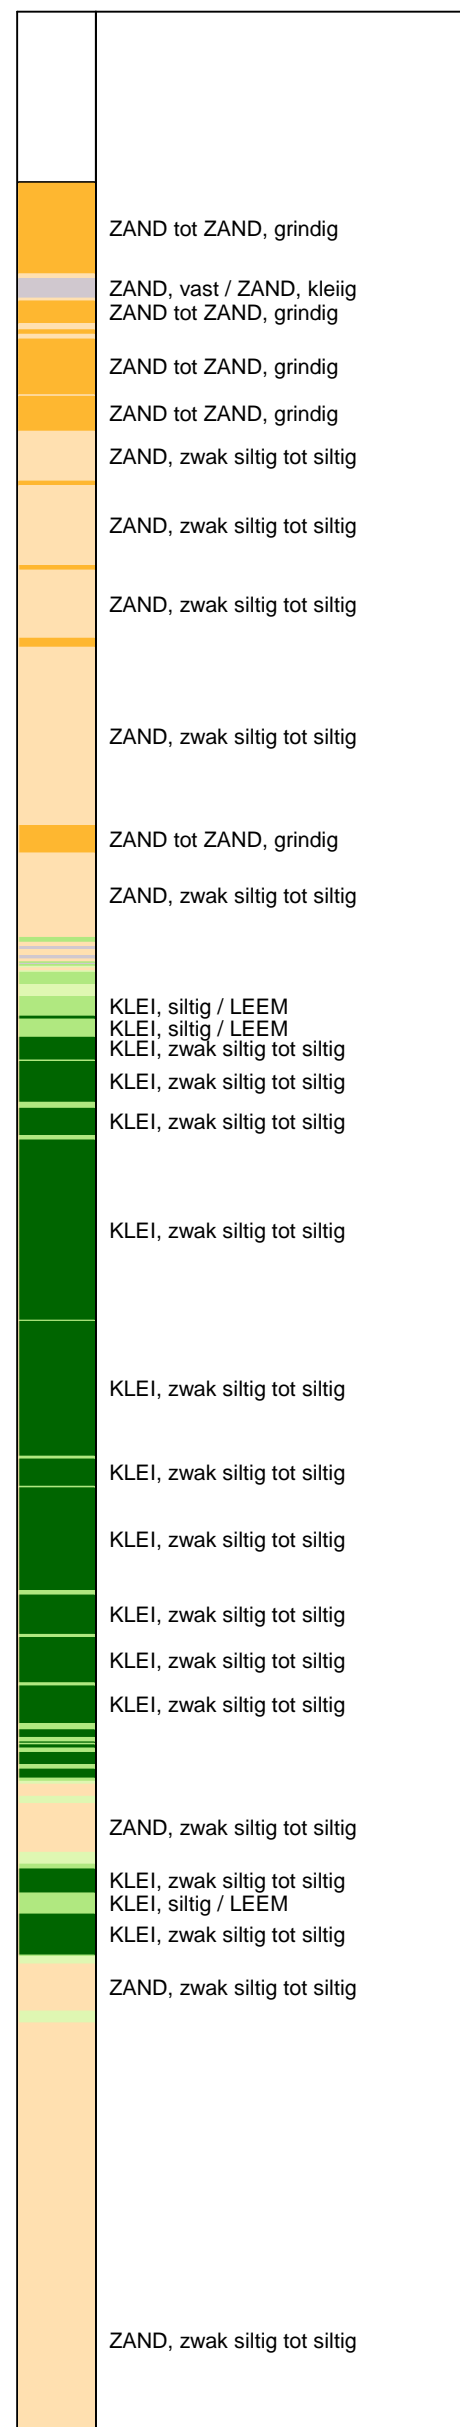 ZAND tot ZAND, grindig
ZAND, vast / ZAND, kleiig
ZAND tot ZAND, grindig
ZAND tot ZAND, grindig
ZAND tot ZAND, grindig
ZAND, zwak siltig tot siltig
ZAND, zwak siltig tot siltig
ZAND, zwak siltig tot siltig
ZAND, zwak siltig tot siltig
ZAND tot ZAND, grindig
ZAND, zwak siltig tot siltig
KLEI, siltig / LEEM
KLEI, siltig / LEEM
KLEI, zwak siltig tot siltig
KLEI, zwak siltig tot siltig
KLEI, zwak siltig tot siltig
KLEI, zwak siltig tot siltig
KLEI, zwak siltig tot siltig
KLEI, zwak siltig tot siltig
KLEI, zwak siltig tot siltig
KLEI, zwak siltig tot siltig
KLEI, zwak siltig tot siltig
KLEI, zwak siltig tot siltig
ZAND, zwak siltig tot siltig
KLEI, zwak siltig tot siltig
KLEI, siltig / LEEM
KLEI, zwak siltig tot siltig
ZAND, zwak siltig tot siltig
ZAND, zwak siltig tot siltig